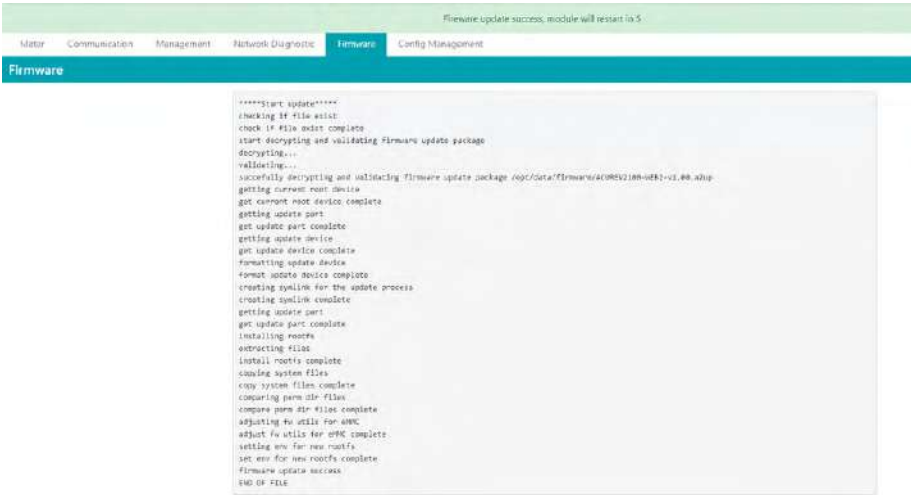 Firmware update success, module will restart in 5
Meter Communication Management Network Diagnostic Firmware Config Management
Firmware
*****Start update*****
checking if file exist
check if file exist complete
start decrypting and validating firmware update package
decrypting...
validating...
succefully decrypting and validating firmware update package /opt/data/firmware/ACUREV2100-WEB2-v1.00.a2up
getting current root device
get current root device complete
getting update part
get update part complete
getting update device
get update device complete
formatting update device
format update device complete
creating symlink for the update process
creating symlink complete
getting update part
get update part complete
installing rootfs
extracting files
install rootfs complete
copying system files
copy system files complete
comparing perm dir files
compare perm dir files complete
adjusting fw utils for eMMC
adjust fw utils for eMMC complete
setting env for new rootfs
set env for new rootfs complete
firmware update success
END OF FILE